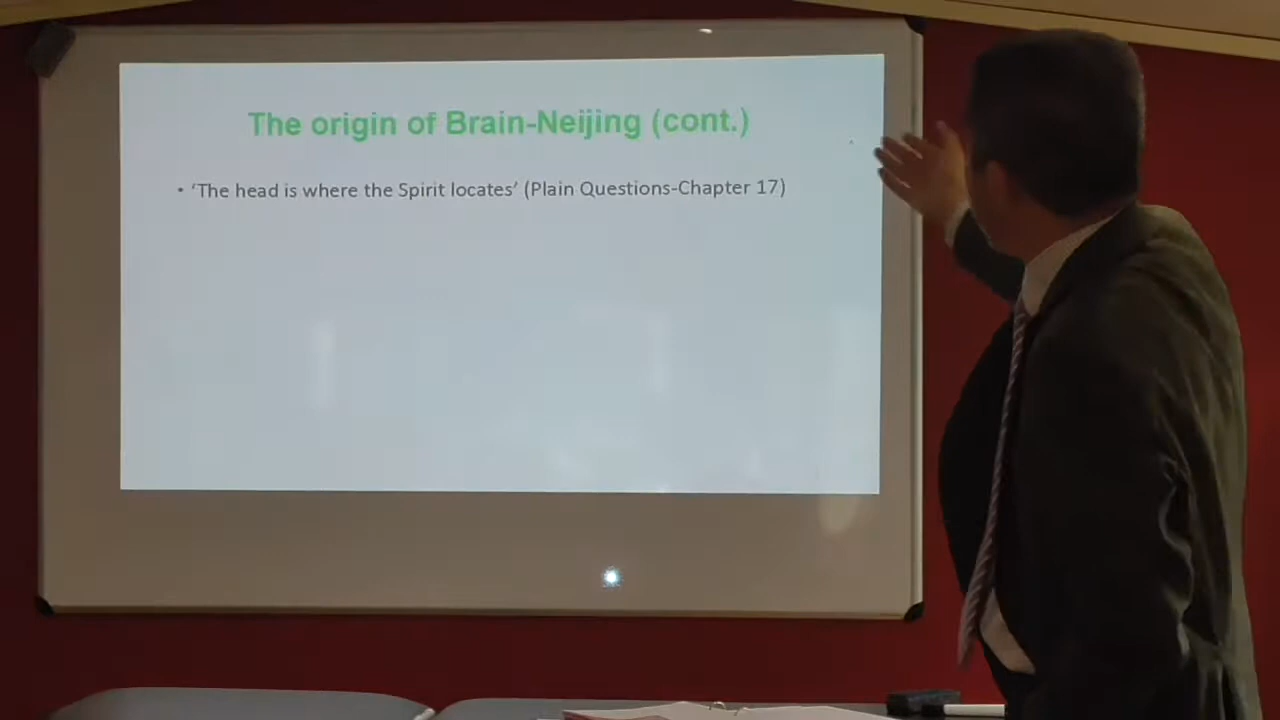 The origin of Brain-Neijing (cont.)
• ‘The head is where the Spirit locates’ (Plain Questions-Chapter 17)